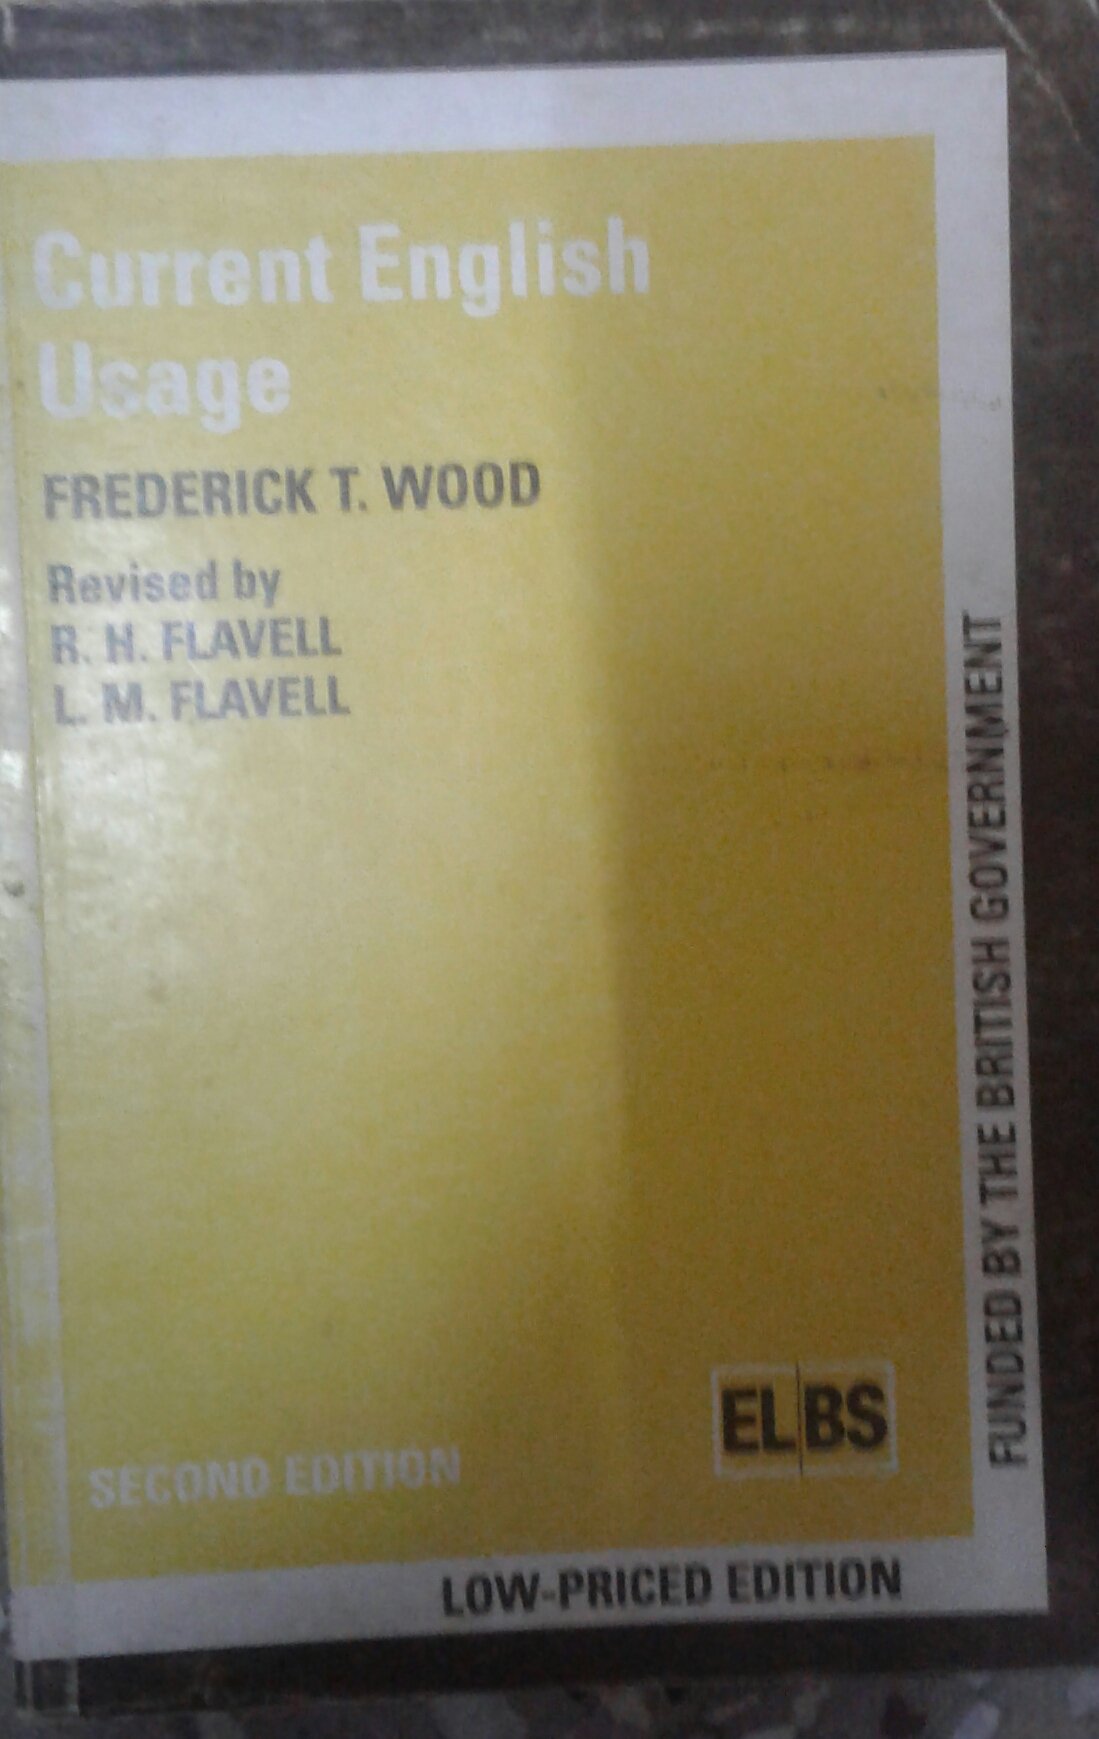 Current English
Usage
FREDERICK T. WOOD
Revised by
R. H. FLAVELL
L. M. FLAVELL
SECOND EDITION
ELBS
LOW-PRICED EDITION
FUNDED BY THE BRITISH GOVERNMENT